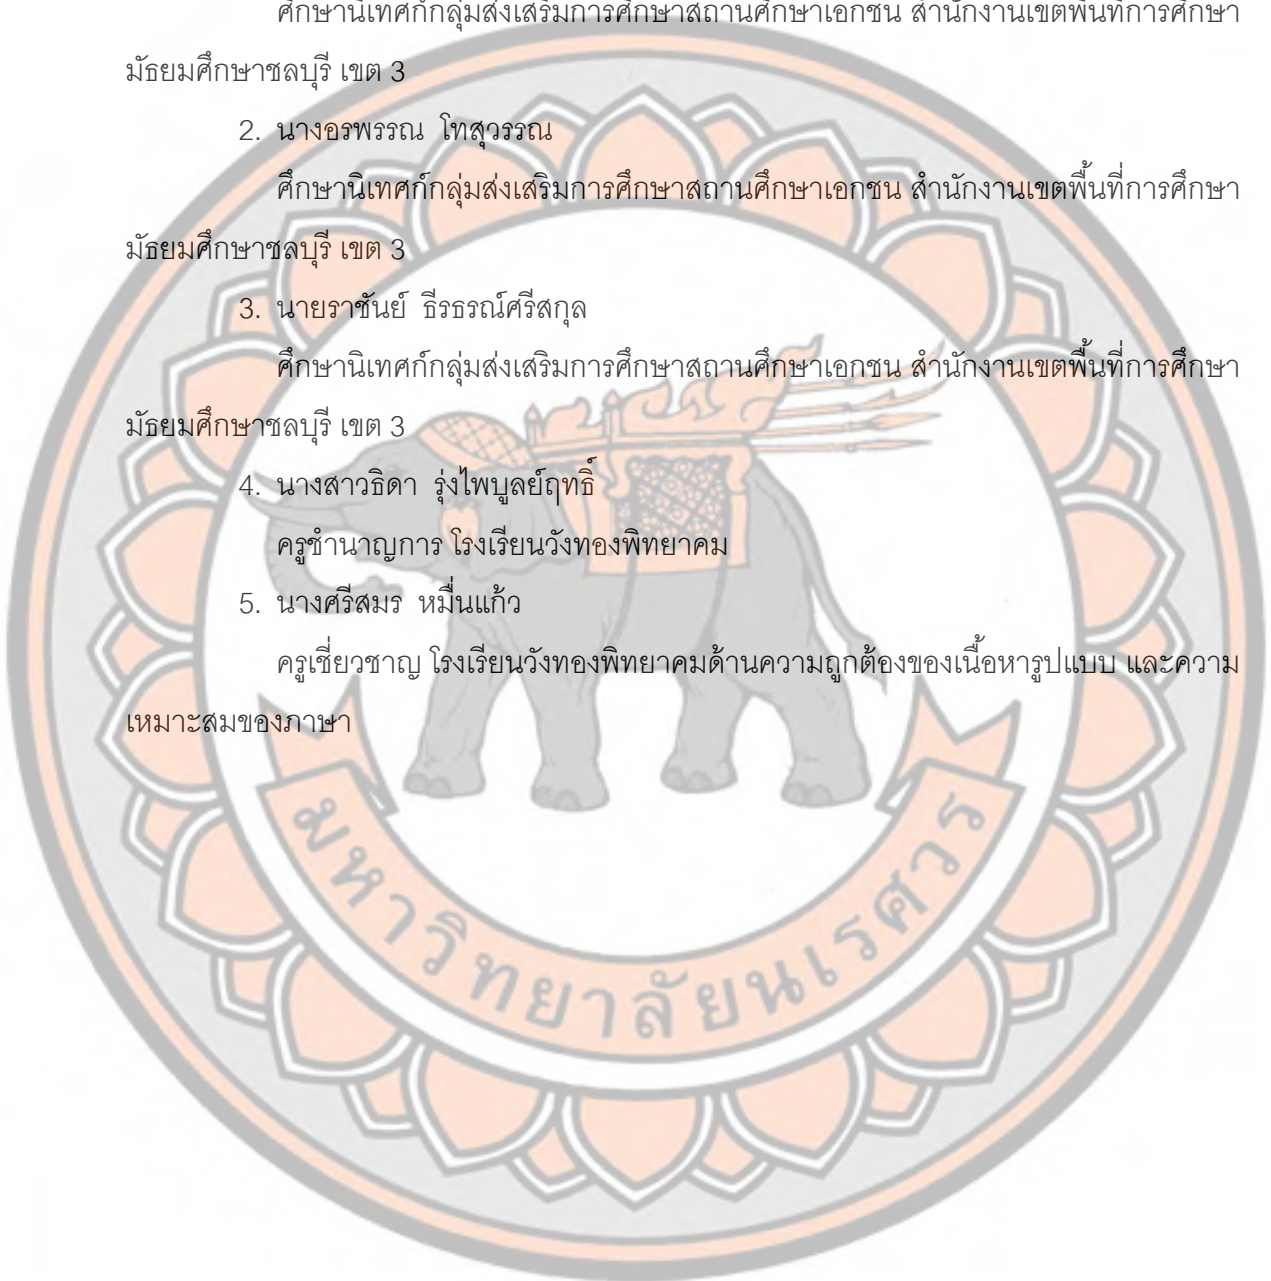 ศึกษานิเทศก์กลุ่มส่งเสริมการศึกษาสถานศึกษาเอกชน สำนักงานเขตพื้นที่การศึกษา
มัธยมศึกษาชลบุรี เขต 3
2. นางอรพรรณ โทสุวรรณ
ศึกษานิเทศก์กลุ่มส่งเสริมการศึกษาสถานศึกษาเอกชน สำนักงานเขตพื้นที่การศึกษา
มัธยมศึกษาชลบุรี เขต 3
3. นายราชันย์ ธีรธรณ์ศรีสกุล
ศึกษานิเทศก์กลุ่มส่งเสริมการศึกษาสถานศึกษาเอกชน สำนักงานเขตพื้นที่การศึกษา
มัธยมศึกษาชลบุรี เขต 3
4. นางสาวธิดา รุ่งไพบูลย์ฤทธิ์
ครูชำนาญการ โรงเรียนวังทองพิทยาคม
5. นางศรีสมร หมื่นแก้ว
ครูเชี่ยวชาญ โรงเรียนวังทองพิทยาคมด้านความถูกต้องของเนื้อหารูปแบบ และความ
เหมาะสมของภาษา
มหาวิทยาลัยนเรศวร